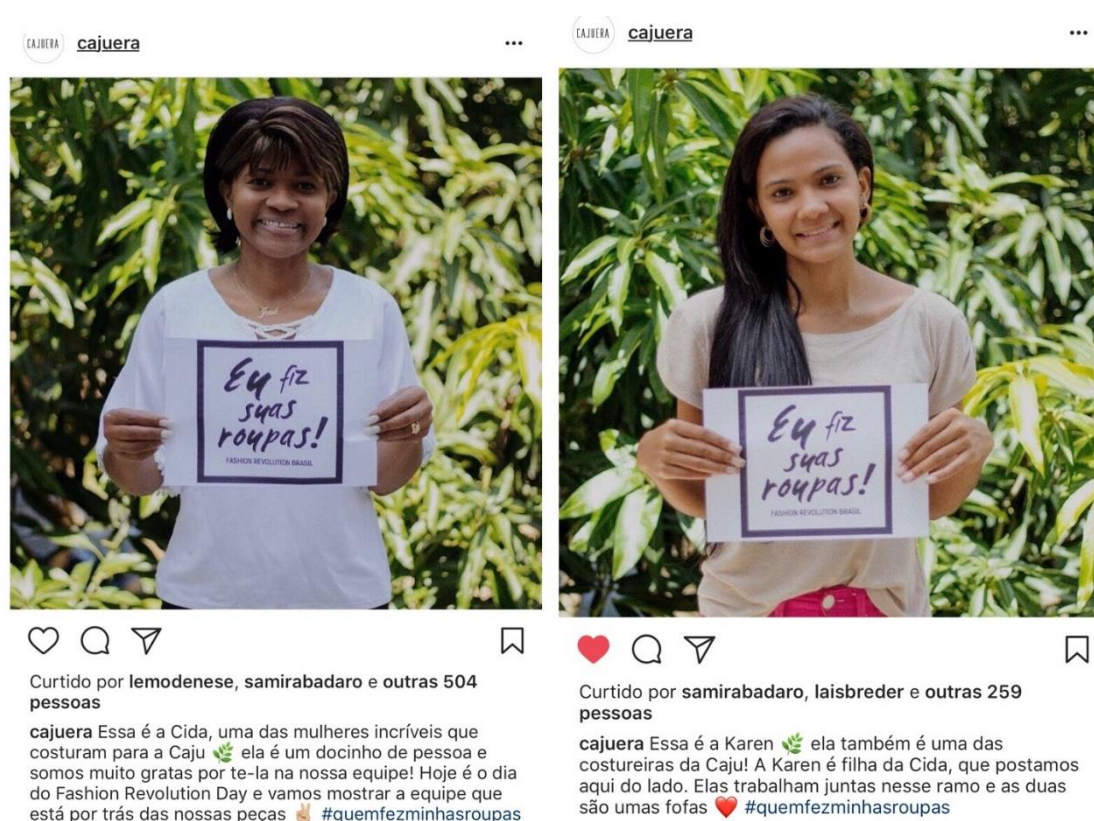 CAJUERA cajuera
Eu fiz
suas
roupas!
FASHION REVOLUTION BRASIL
Curtido por lemodenese, samirabadaro e outras 504
pessoas
cajuera Essa é a Cida, uma das mulheres incríveis que
costuram para a Caju 🌿 ela é um docinho de pessoa e
somos muito gratas por te-la na nossa equipe! Hoje é o dia
do Fashion Revolution Day e vamos mostrar a equipe que
está por trás das nossas peças ✌🏼 #quemfezminhasroupas
CAJUERA cajuera
Eu fiz
suas
roupas!
FASHION REVOLUTION BRASIL
Curtido por samirabadaro, laisbreder e outras 259
pessoas
cajuera Essa é a Karen 🌿 ela também é uma das
costureiras da Caju! A Karen é filha da Cida, que postamos
aqui do lado. Elas trabalham juntas nesse ramo e as duas
são umas fofas ❤️ #quemfezminhasroupas